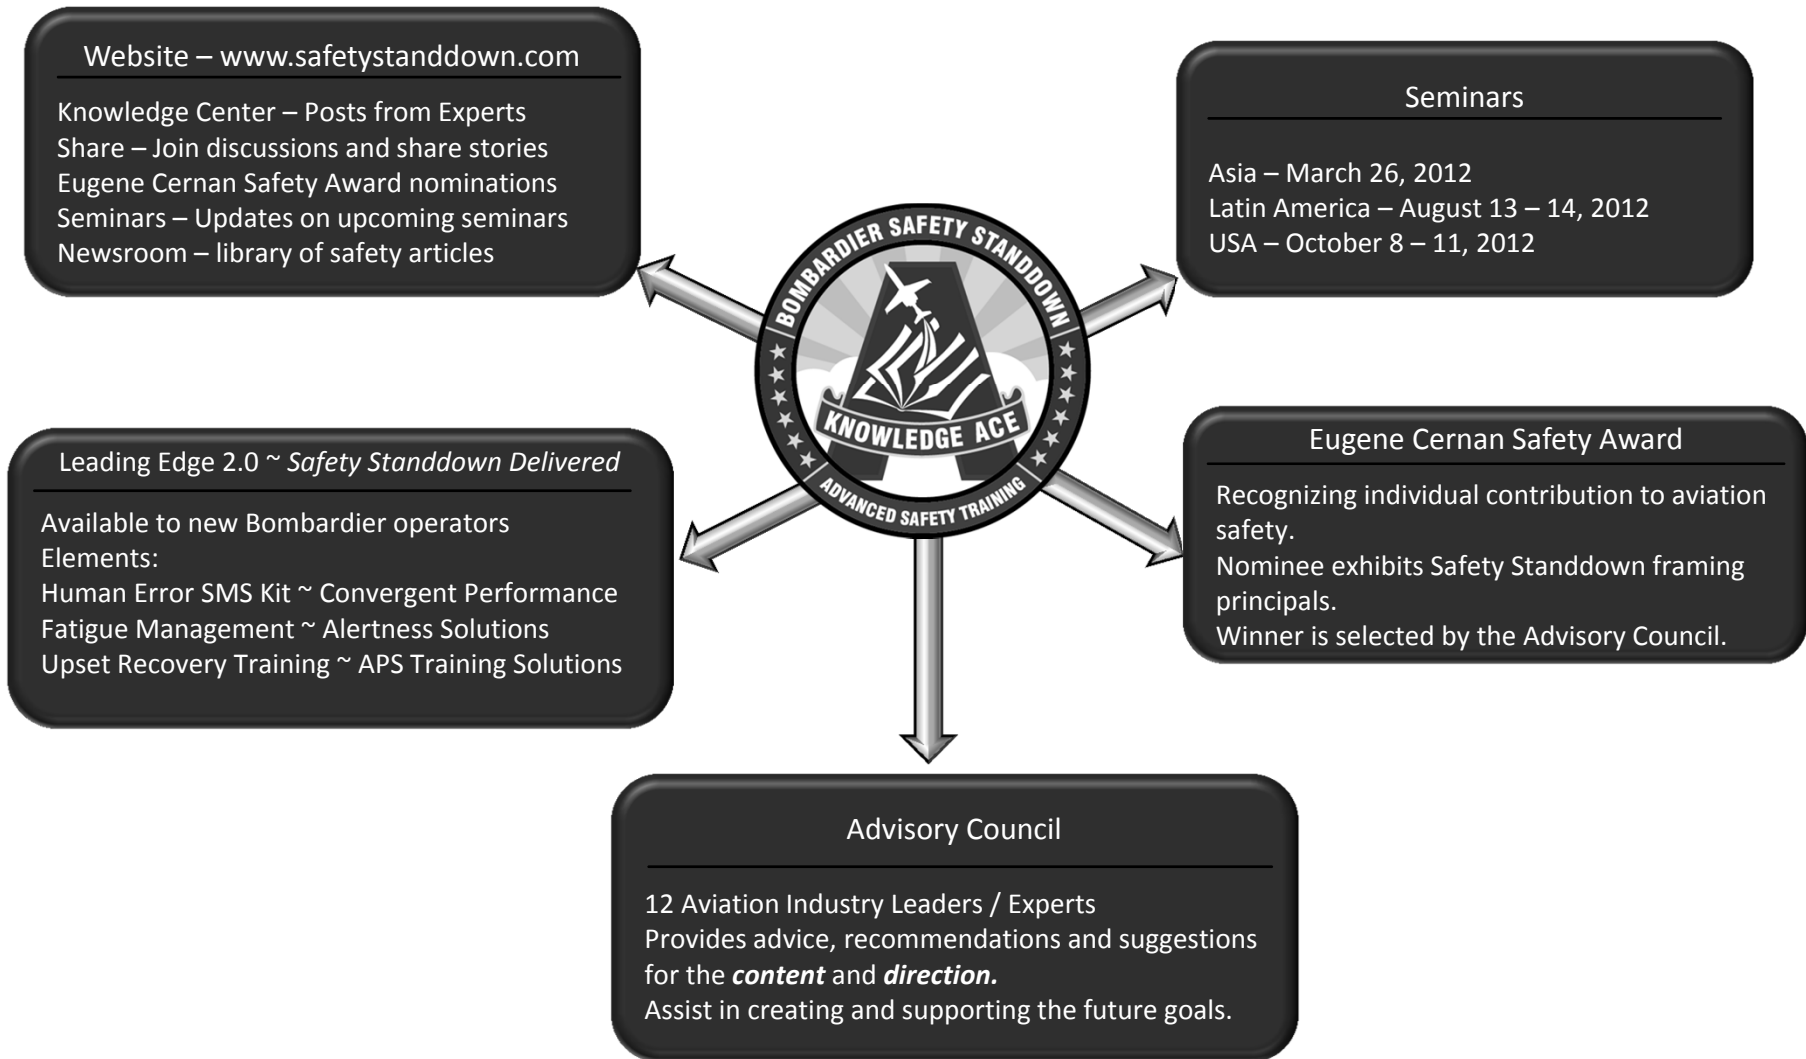 Website – www.safetystanddown.com
Knowledge Center – Posts from Experts
Share – Join discussions and share stories
Eugene Cernan Safety Award nominations
Seminars – Updates on upcoming seminars
Newsroom – library of safety articles
Seminars
Asia – March 26, 2012
Latin America – August 13 – 14, 2012
USA – October 8 – 11, 2012
BOMBARDIER SAFETY STANDDOWN
KNOWLEDGE ACE
ADVANCED SAFETY TRAINING
Leading Edge 2.0 ~ Safety Standdown Delivered
Available to new Bombardier operators
Elements:
Human Error SMS Kit ~ Convergent Performance
Fatigue Management ~ Alertness Solutions
Upset Recovery Training ~ APS Training Solutions
Eugene Cernan Safety Award
Recognizing individual contribution to aviation
safety.
Nominee exhibits Safety Standdown framing
principals.
Winner is selected by the Advisory Council.
Advisory Council
12 Aviation Industry Leaders / Experts
Provides advice, recommendations and suggestions
for the content and direction.
Assist in creating and supporting the future goals.